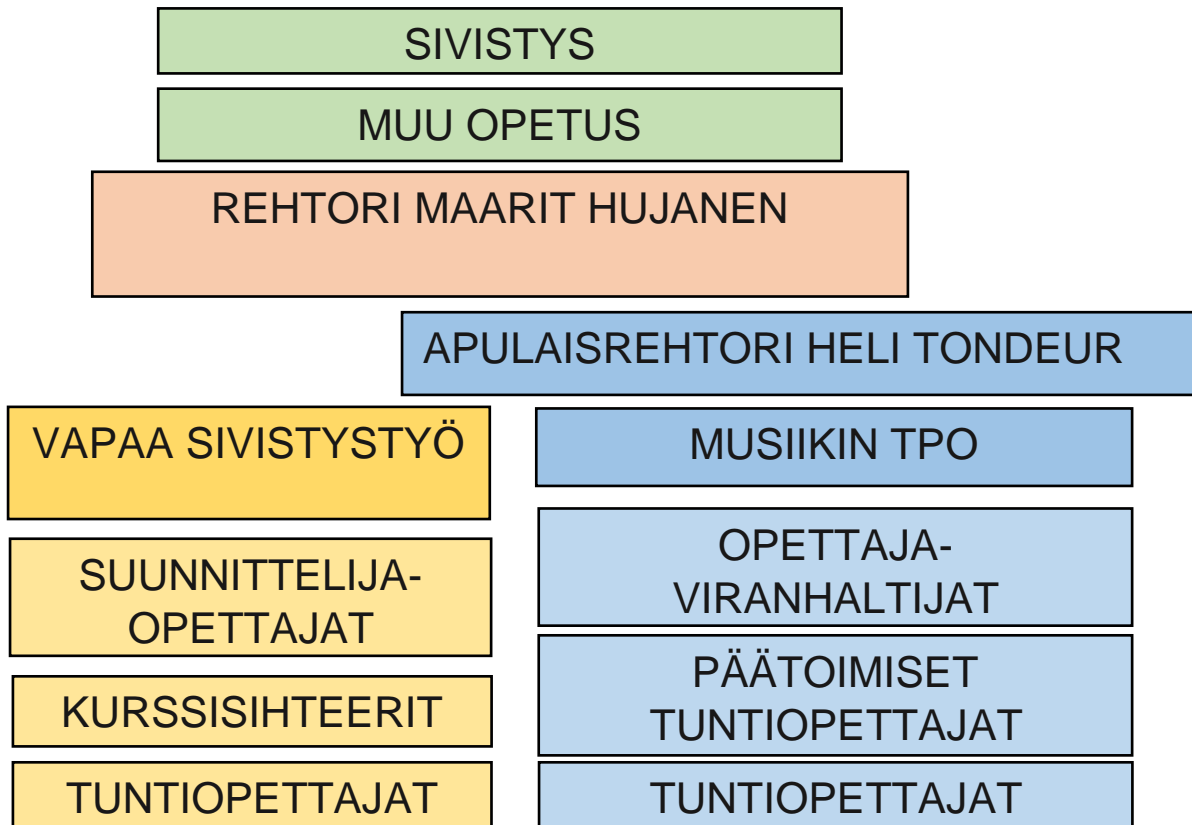 SIVISTYS
MUU OPETUS
REHTORI MAARIT HUJANEN
APULAISREHTORI HELI TONDEUR
VAPAA SIVISTYSTYÖ
SUUNNITTELIJA-
OPETTAJAT
KURSSISIHTEERIT
TUNTIOPETTAJAT
MUSIIKIN TPO
OPETTAJA-
VIRANHALTIJAT
PÄÄTOIMISET
TUNTIOPETTAJAT
TUNTIOPETTAJAT